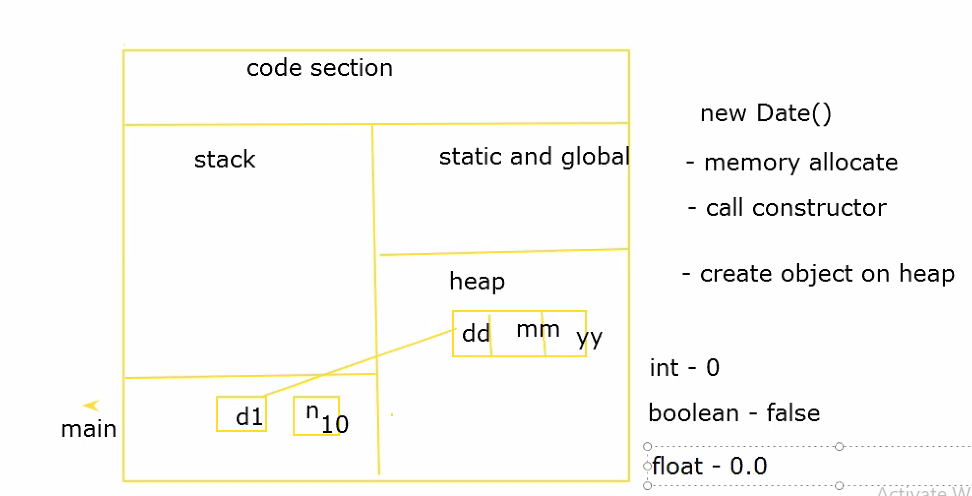 code section
stack
static and global
heap
dd
mm
yy
main
d1
n
10
new Date()
- memory allocate
- call constructor
- create object on heap
int - 0
boolean - false
float - 0.0
Activate W